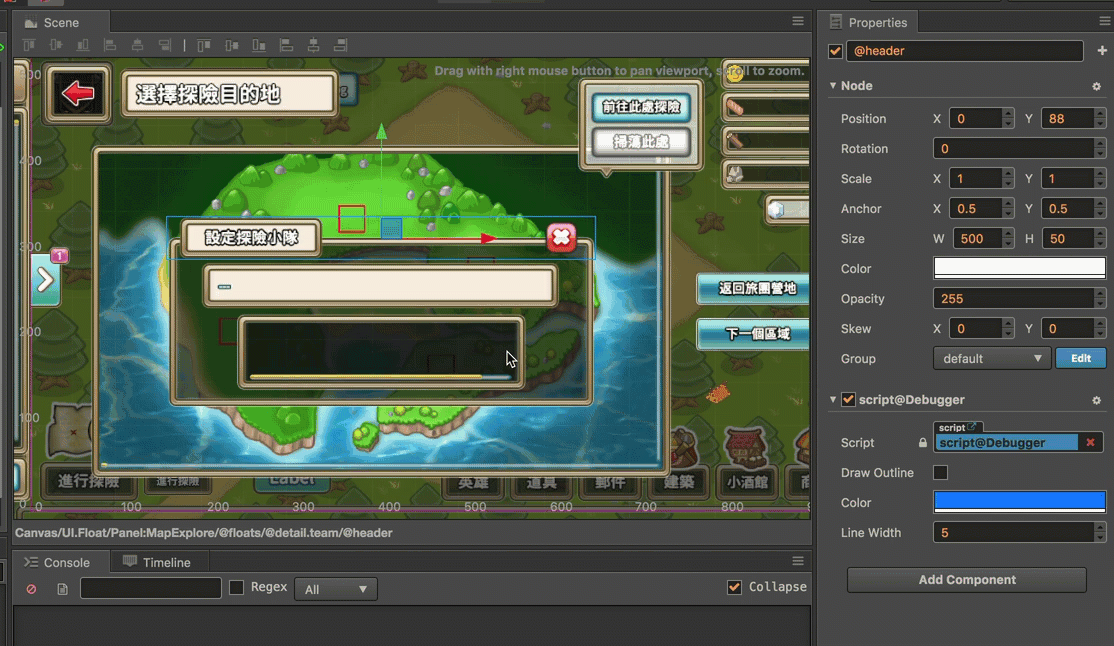 Scene
500
400
300
200
100
0
0
100
200
300
400
500
600
700
800
Drag with right mouse button to pan viewport, scroll to zoom.
選擇探險目的地
前往此處探險
掃蕩此處
設定探險小隊
1
返回旅團營地
下一個區域
進行探險
進行探險
Label
英雄
道具
郵件
建築
小酒館
Canvas/UI.Float/Panel:MapExplore/@floats/@detail.team/@header
Console
Timeline
Regex
All
Collapse
Properties
@header
Node
Position X 0 Y 88
Rotation 0
Scale X 1 Y 1
Anchor X 0.5 Y 0.5
Size W 500 H 50
Color
Opacity 255
Skew X 0 Y 0
Group default Edit
script@Debugger
script
Script script@Debugger
Draw Outline
Color
Line Width 5
Add Component